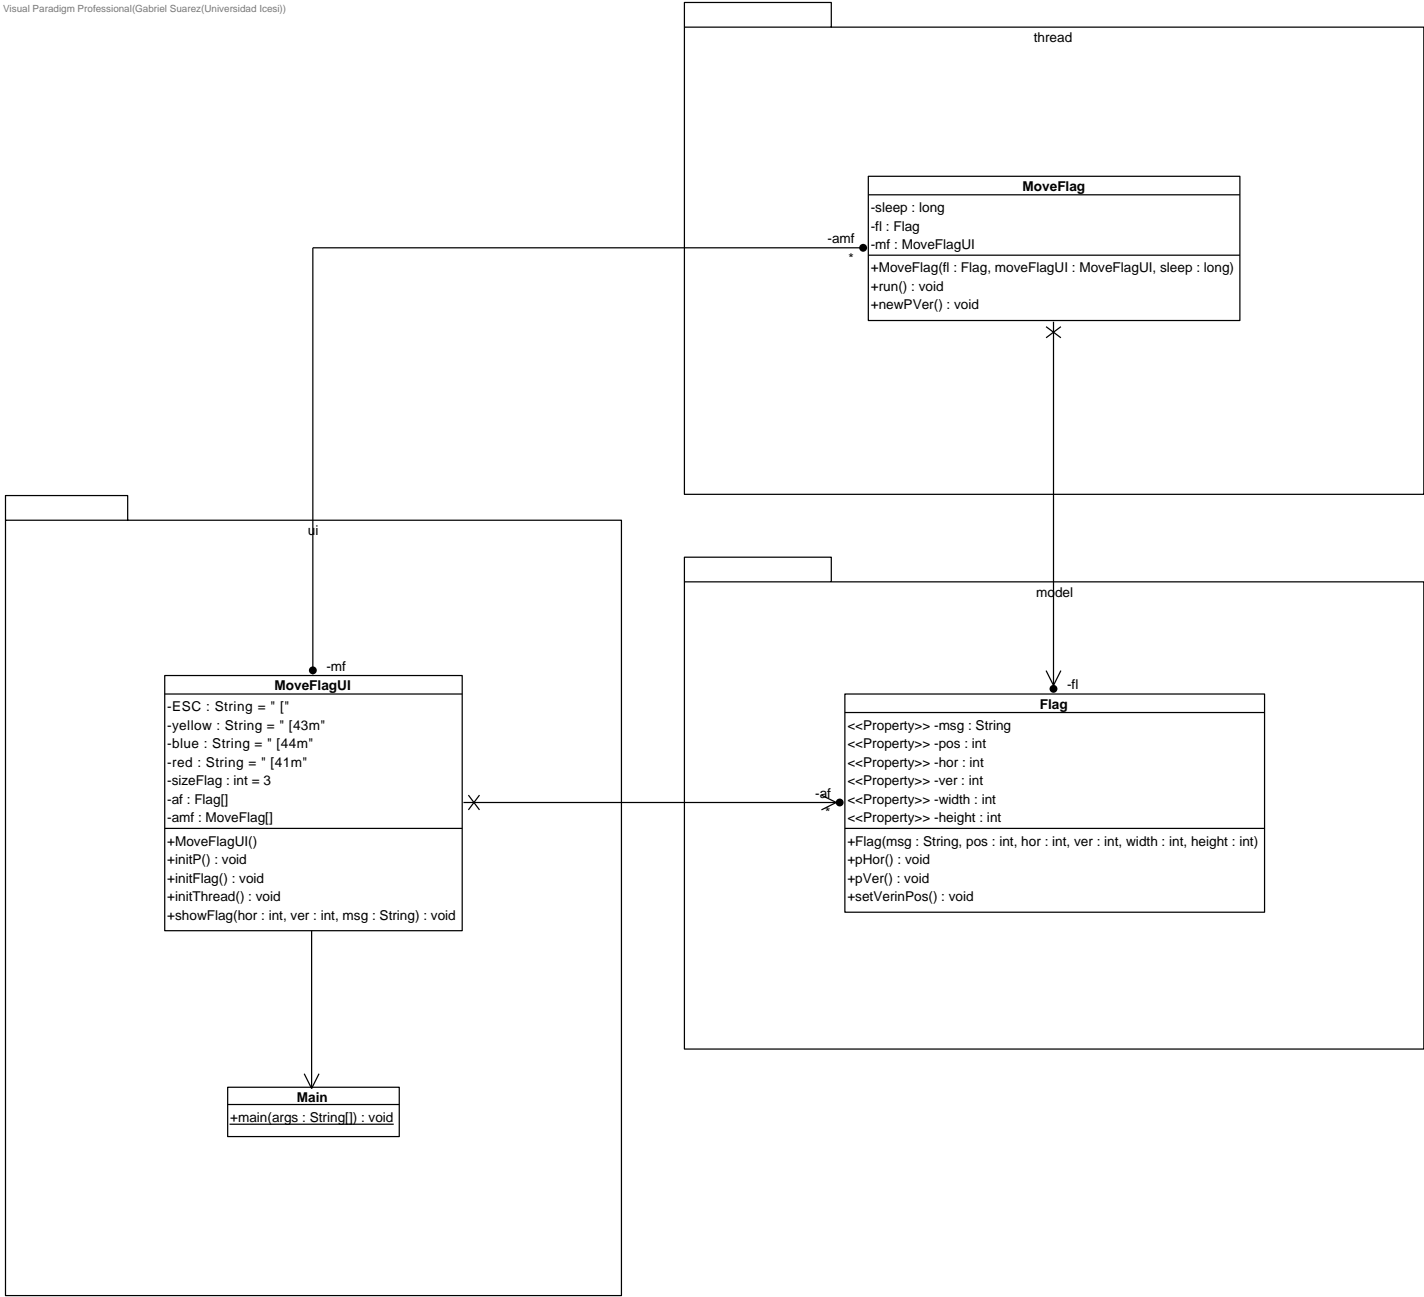 Visual Paradigm Professional(Gabriel Suarez(Universidad Icesi))
thread
MoveFlag
-sleep : long
-fl : Flag
-mf : MoveFlagUI
+MoveFlag(fl : Flag, moveFlagUI : MoveFlagUI, sleep : long)
+run() : void
+newPVer() : void
-amf
*
ui
-mf
MoveFlagUI
-ESC : String = " ["
-yellow : String = " [43m"
-blue : String = " [44m"
-red : String = " [41m"
-sizeFlag : int = 3
-af : Flag[]
-amf : MoveFlag[]
+MoveFlagUI()
+initP() : void
+initFlag() : void
+initThread() : void
+showFlag(hor : int, ver : int, msg : String) : void
model
-fl
-af
*
Flag
<<Property>> -msg : String
<<Property>> -pos : int
<<Property>> -hor : int
<<Property>> -ver : int
<<Property>> -width : int
<<Property>> -height : int
+Flag(msg : String, pos : int, hor : int, ver : int, width : int, height : int)
+pHor() : void
+pVer() : void
+setVerinPos() : void
Main
+main(args : String[]) : void